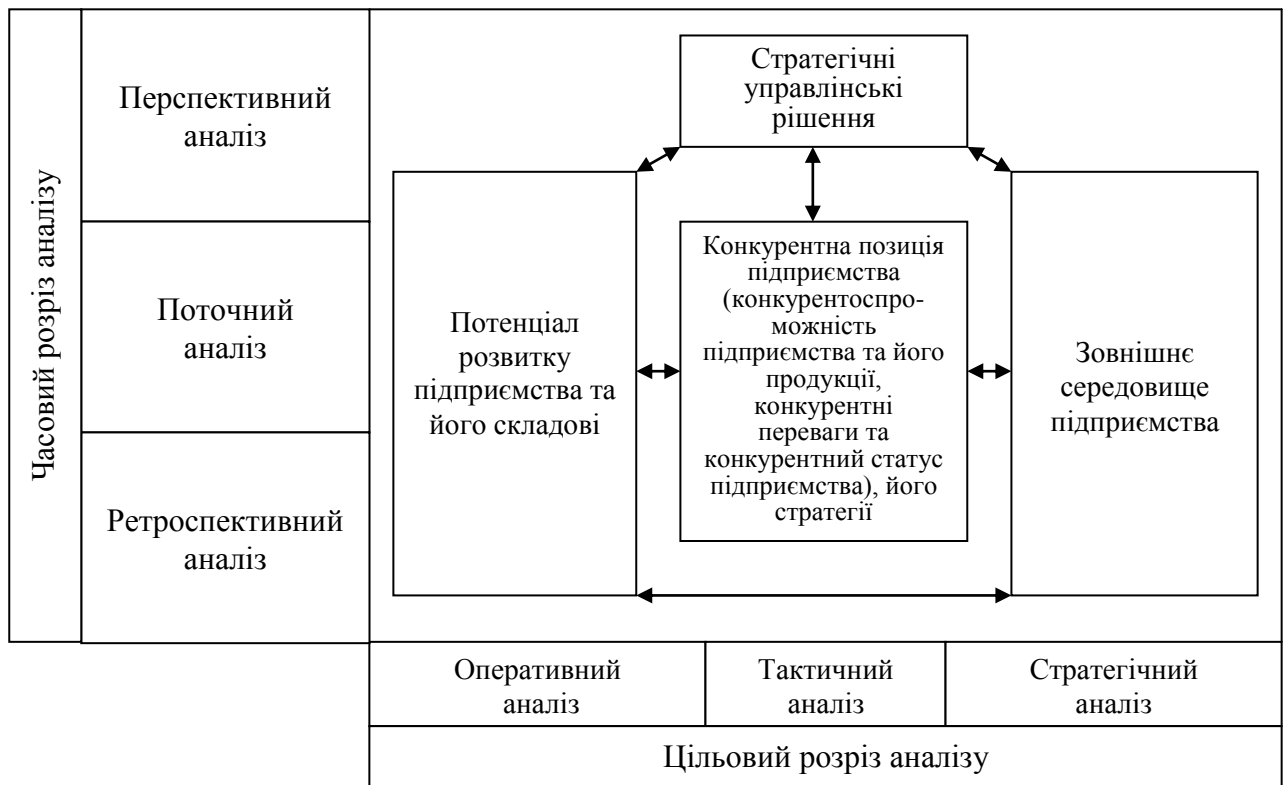 Часовий розріз аналізу
Перспективний
аналіз
Поточний
аналіз
Ретроспективний
аналіз
Стратегічні
управлінські
рішення
Потенціал
розвитку
підприємства та
його складові
Конкурентна позиція
підприємства
(конкурентоспро-
можність
підприємства та його
продукції,
конкурентні
переваги та
конкурентний статус
підприємства), його
стратегії
Зовнішнє
середовище
підприємства
Оперативний
аналіз
Тактичний
аналіз
Стратегічний
аналіз
Цільовий розріз аналізу